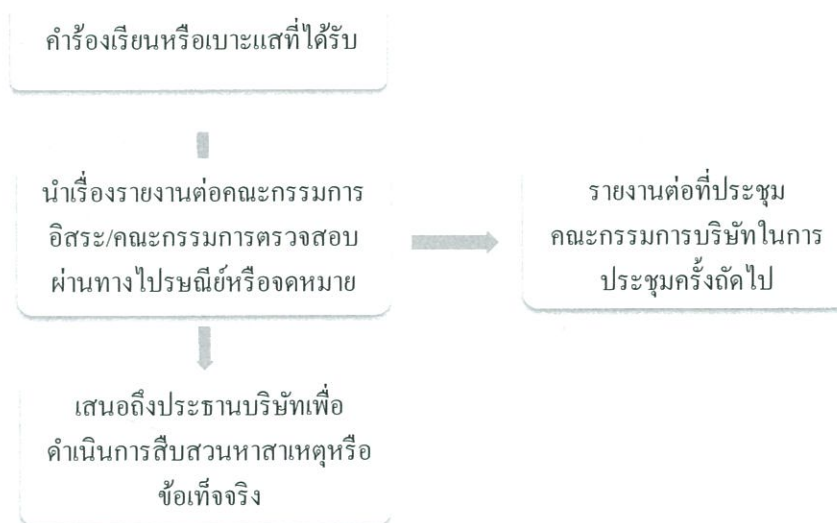 คำร้องเรียนหรือเบาะแสที่ได้รับ
นำเรื่องรายงานต่อคณะกรรมการ
อิสระ/คณะกรรมการตรวจสอบ
ผ่านทางไปรษณีย์หรือจดหมาย
รายงานต่อที่ประชุม
คณะกรรมการบริษัทในการ
ประชุมครั้งถัดไป
เสนอถึงประธานบริษัทเพื่อ
ดำเนินการสืบสวนหาสาเหตุหรือ
ข้อเท็จจริง